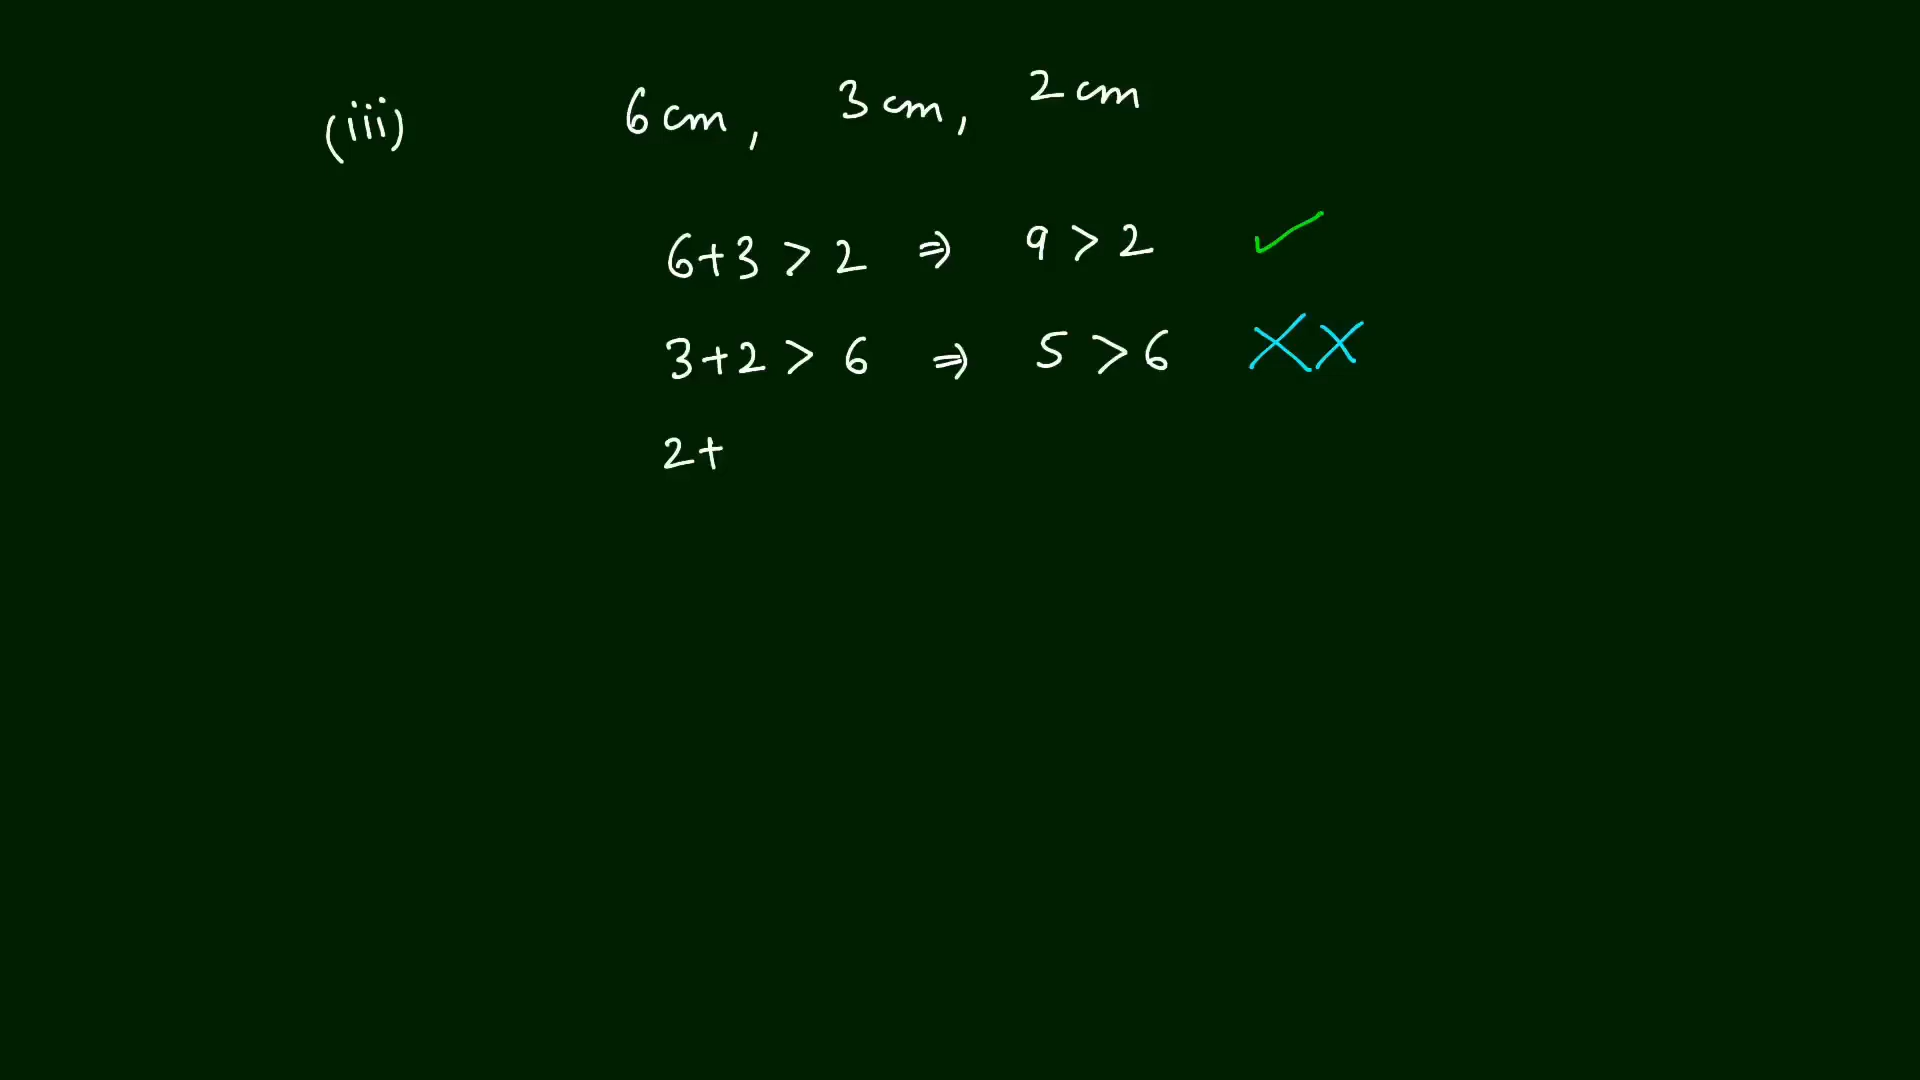 (iii) 6 cm, 3 cm, 2 cm
6+3 > 2 ⇒ 9 > 2 ✓
3+2 > 6 ⇒ 5 > 6 XX
2+